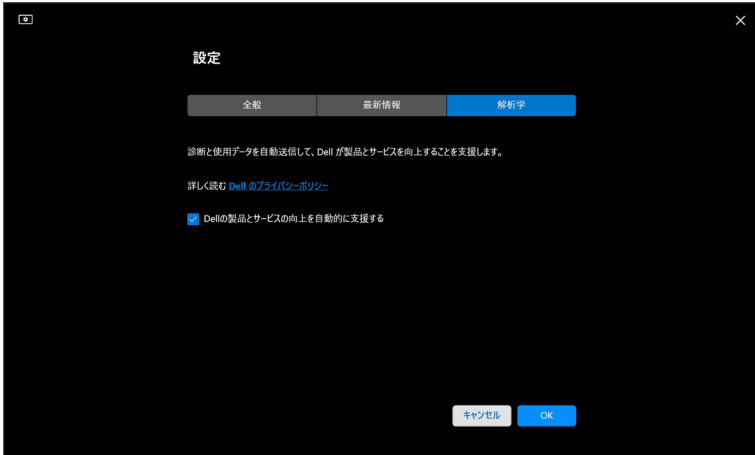 設定
全般
最新情報
解析学
診断と使用データを自動送信して、Dell が製品とサービスを向上することを支援します。
詳しく読む Dell のプライバシーポリシー
Dellの製品とサービスの向上を自動的に支援する
キャンセル
OK